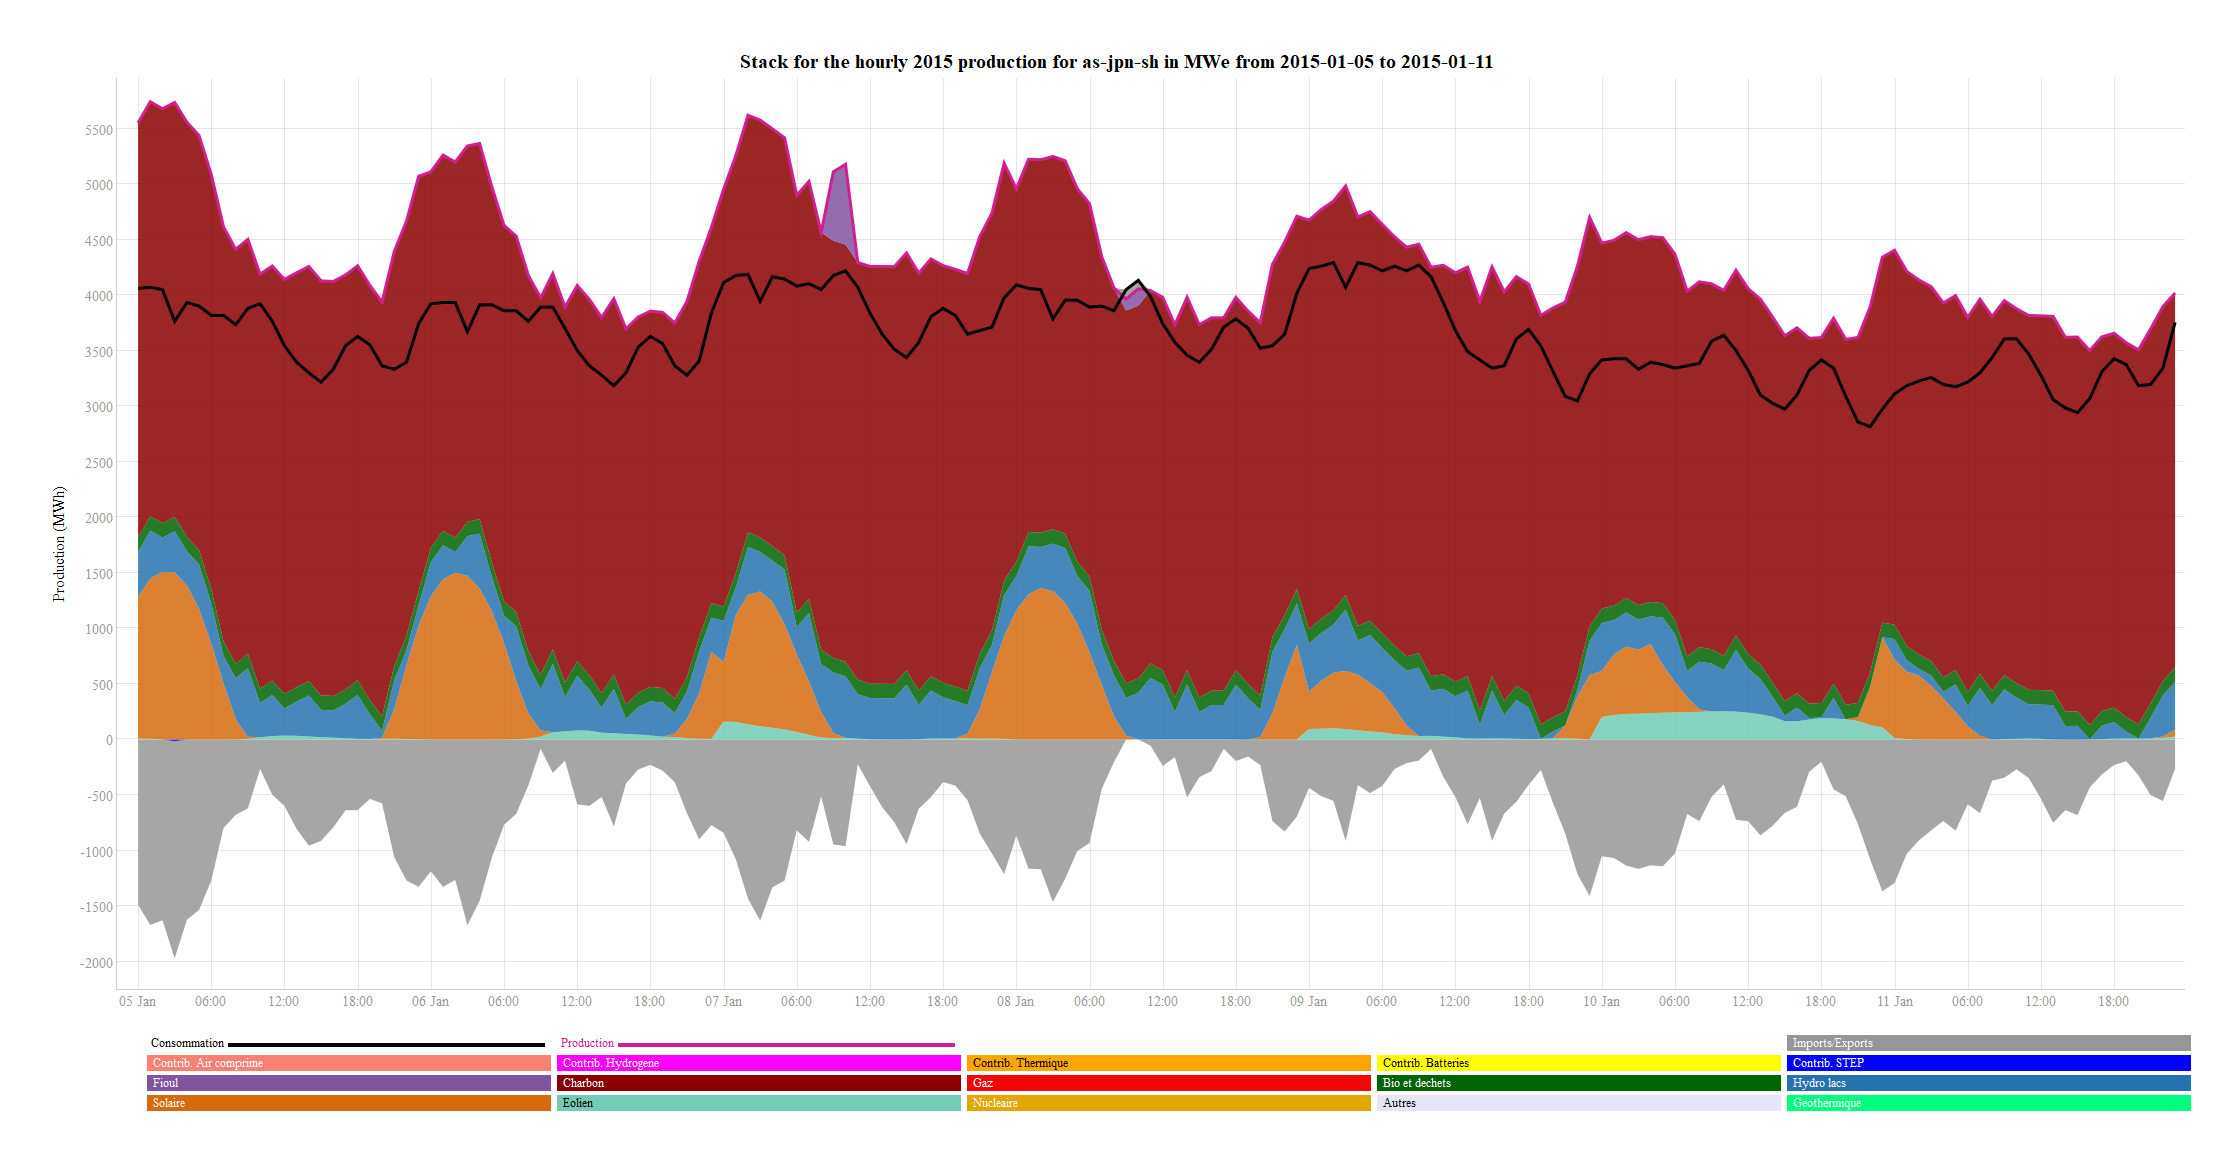 Stack for the hourly 2015 production for as-jpn-sh in MWe from 2015-01-05 to 2015-01-11
Production (MWh)
5500
5000
4500
4000
3500
3000
2500
2000
1500
1000
500
0
-500
-1000
-1500
-2000
05 Jan 06:00 12:00 18:00 06 Jan 06:00 12:00 18:00 07 Jan 06:00 12:00 18:00 08 Jan 06:00 12:00 18:00 09 Jan 06:00 12:00 18:00 10 Jan 06:00 12:00 18:00 11 Jan 06:00 12:00 18:00
Consommation Production Imports/Exports
Contrib. Air comprime Contrib. Hydrogene Contrib. Thermique Contrib. Batteries Contrib. STEP
Fioul Charbon Gaz Bio et dechets Hydro lacs
Solaire Eolien Nucleaire Autres Geothermique